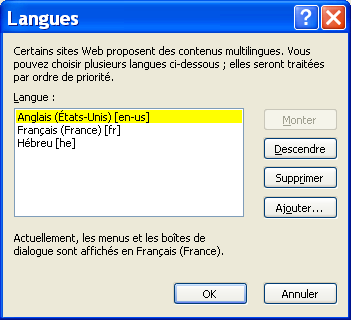 Langues
Certains sites Web proposent des contenus multilingues. Vous
pouvez choisir plusieurs langues ci-dessous ; elles seront traitées
par ordre de priorité.
Langue :
Anglais (États-Unis) [en-us]
Français (France) [fr]
Hébreu [he]
Monter
Descendre
Supprimer
Ajouter...
Actuellement, les menus et les boîtes de
dialogue sont affichés en Français (France).
OK
Annuler